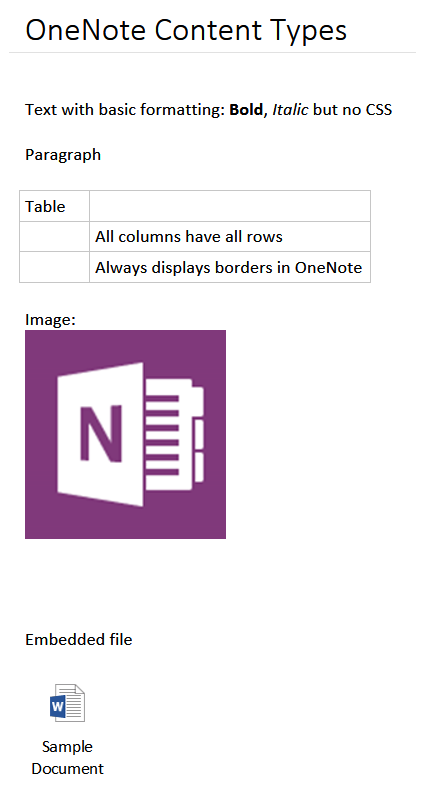 OneNote Content Types
Text with basic formatting: Bold, Italic but no CSS
Paragraph
Table
All columns have all rows
Always displays borders in OneNote
Image:
N
Embedded file
W
Sample
Document